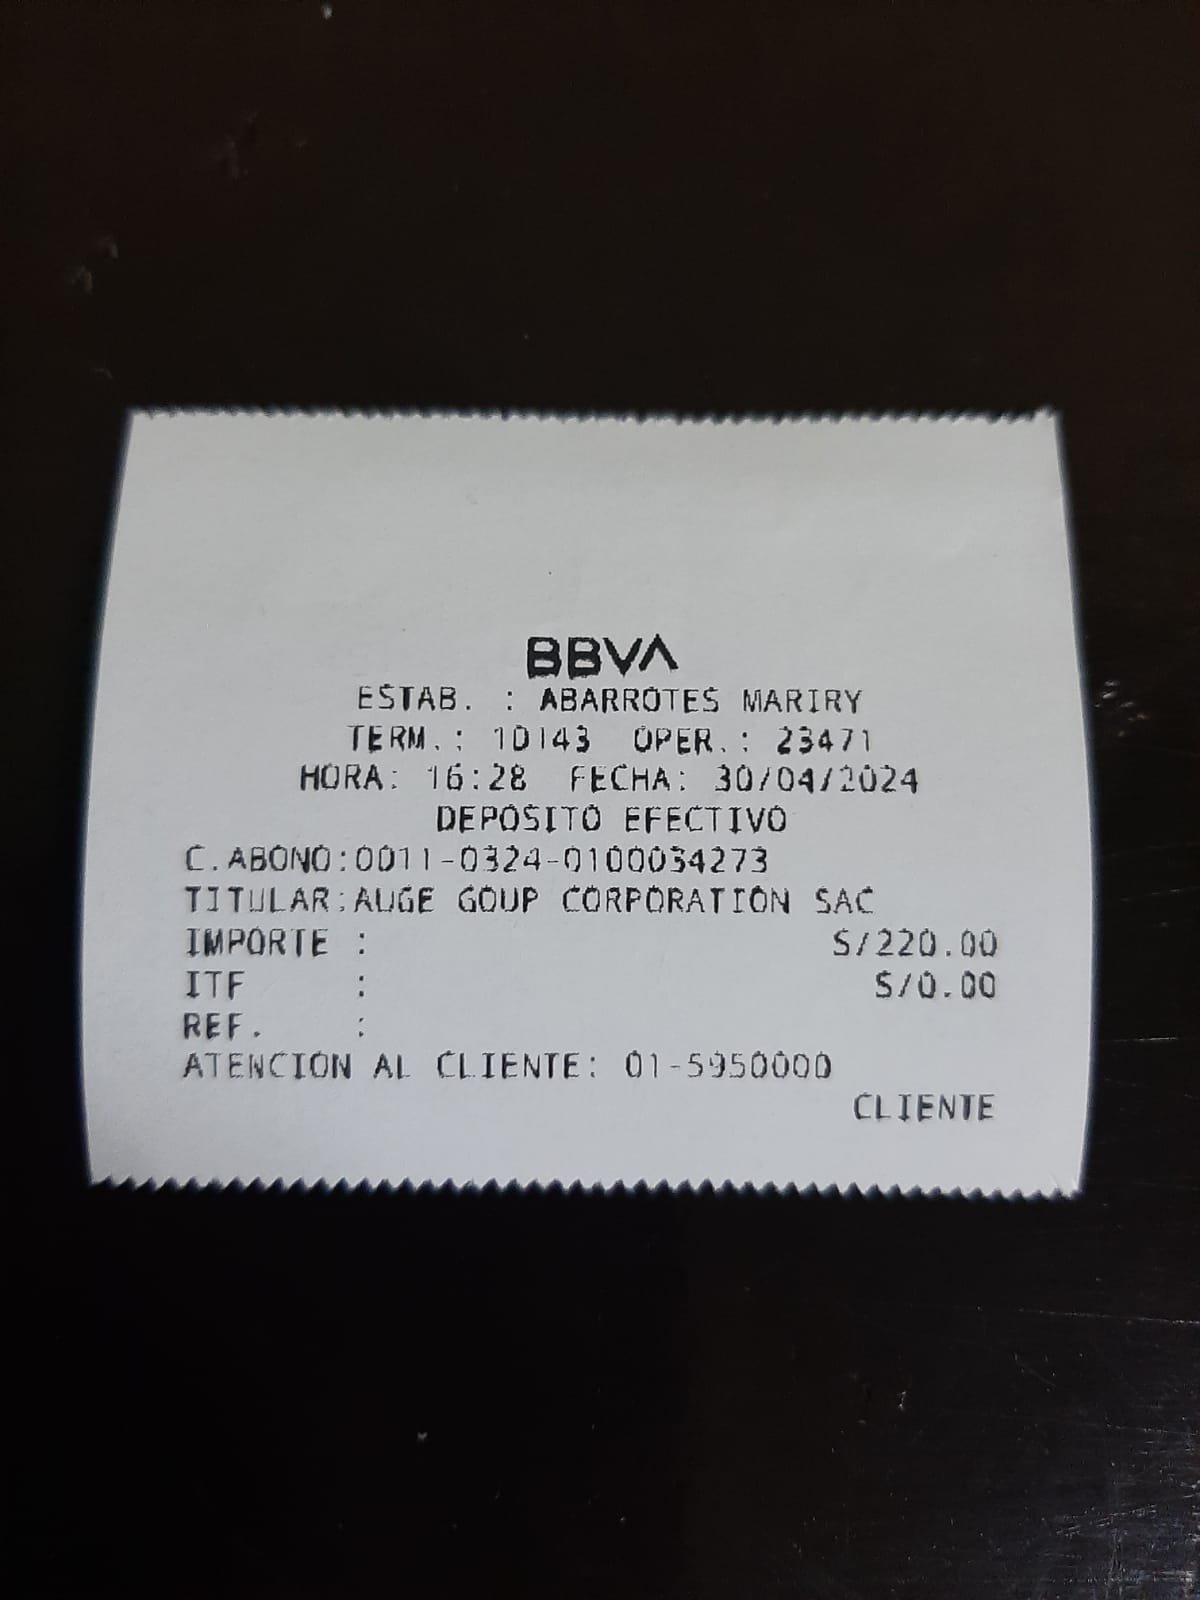 BBVA
ESTAB. : ABARROTES MARIRY
TERM.: 10143 OPER.: 23471
HORA: 16:28 FECHA: 30/04/2024
DEPOSITO EFECTIVO
C.ABONO:0011-0324-0100034273
TITULAR:AUGE GOUP CORPORATION SAC
IMPORTE : S/220.00
ITF : S/0.00
REF. :
ATENCION AL CLIENTE: 01-5950000
CLIENTE